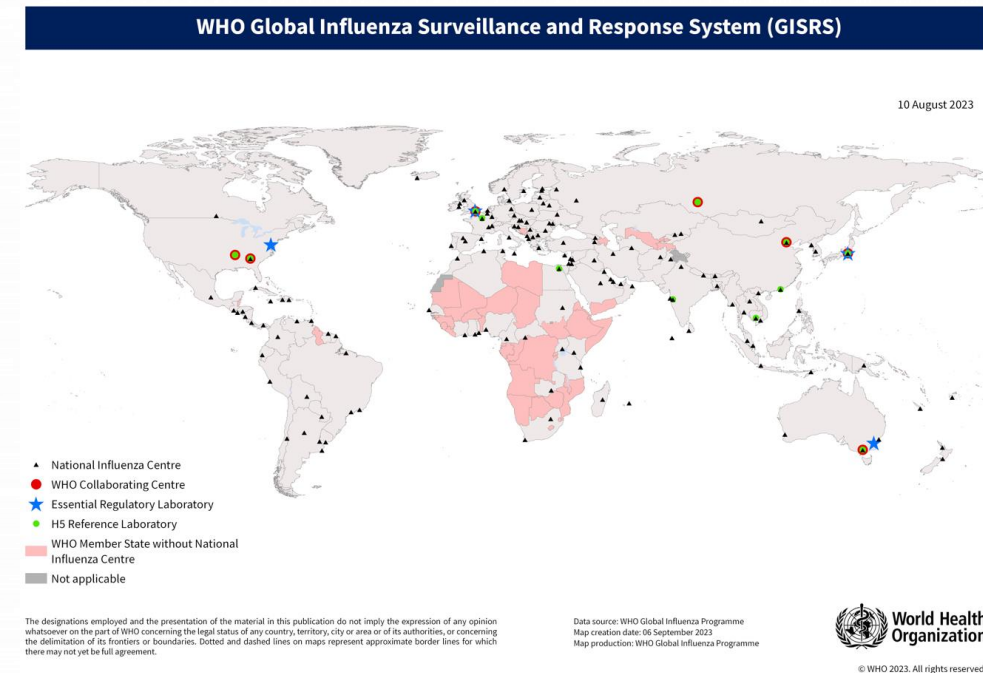 WHO Global Influenza Surveillance and Response System (GISRS)
10 August 2023
National Influenza Centre
WHO Collaborating Centre
Essential Regulatory Laboratory
H5 Reference Laboratory
WHO Member State without National
Influenza Centre
Not applicable
The designations employed and the presentation of the material in this publication do not imply the expression of any opinion
whatsoever on the part of WHO concerning the legal status of any country, territory, city or area or of its authorities, or concerning
the delimitation of its frontiers or boundaries. Dotted and dashed lines on maps represent approximate border lines for which
there may not yet be full agreement.
Data source: WHO Global Influenza Programme
Map creation date: 06 September 2023
Map production: WHO Global Influenza Programme
World Health
Organization
© WHO 2023. All rights reserved